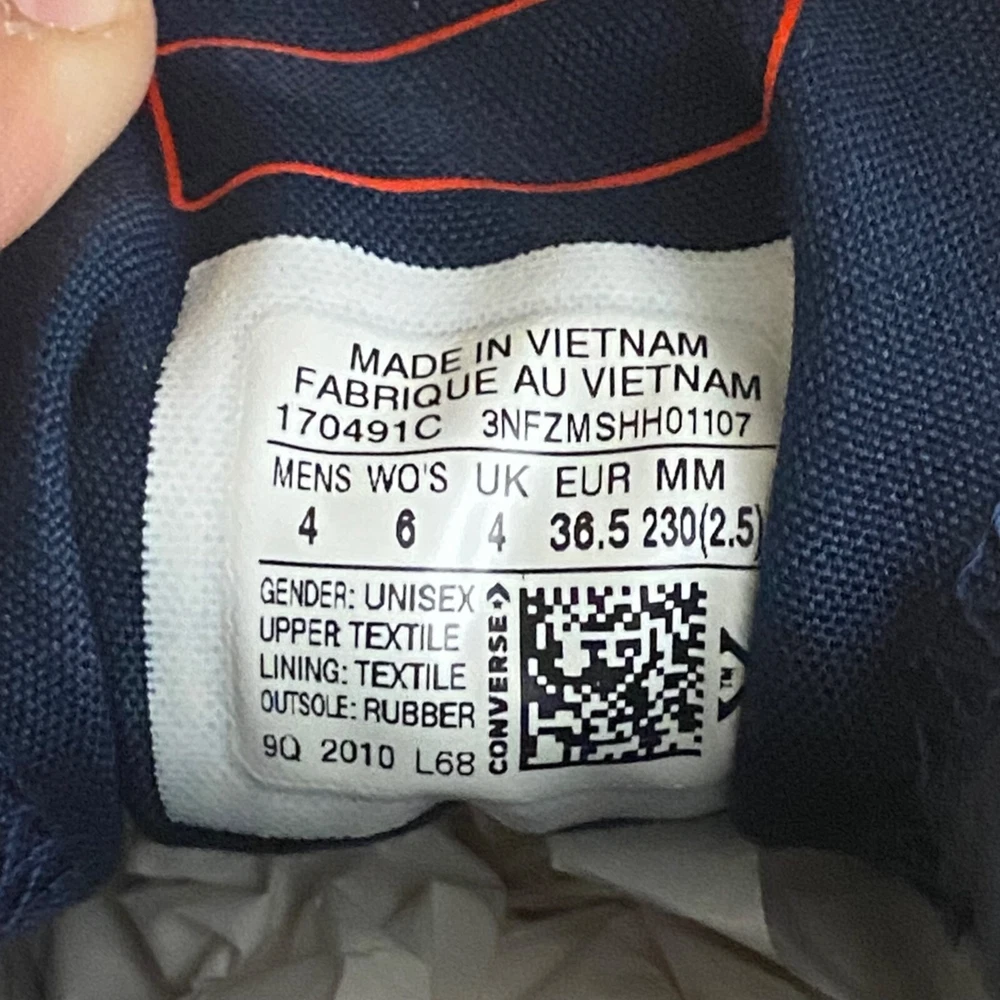 MADE IN VIETNAM
FABRIQUE AU VIETNAM
170491C 3NFZMSHH01107
MENS WO'S UK EUR MM
4 6 4 36.5 230(2.5)
GENDER: UNISEX
UPPER TEXTILE
LINING: TEXTILE
OUTSOLE: RUBBER
9Q 2010 L68
CONVERSE
TM